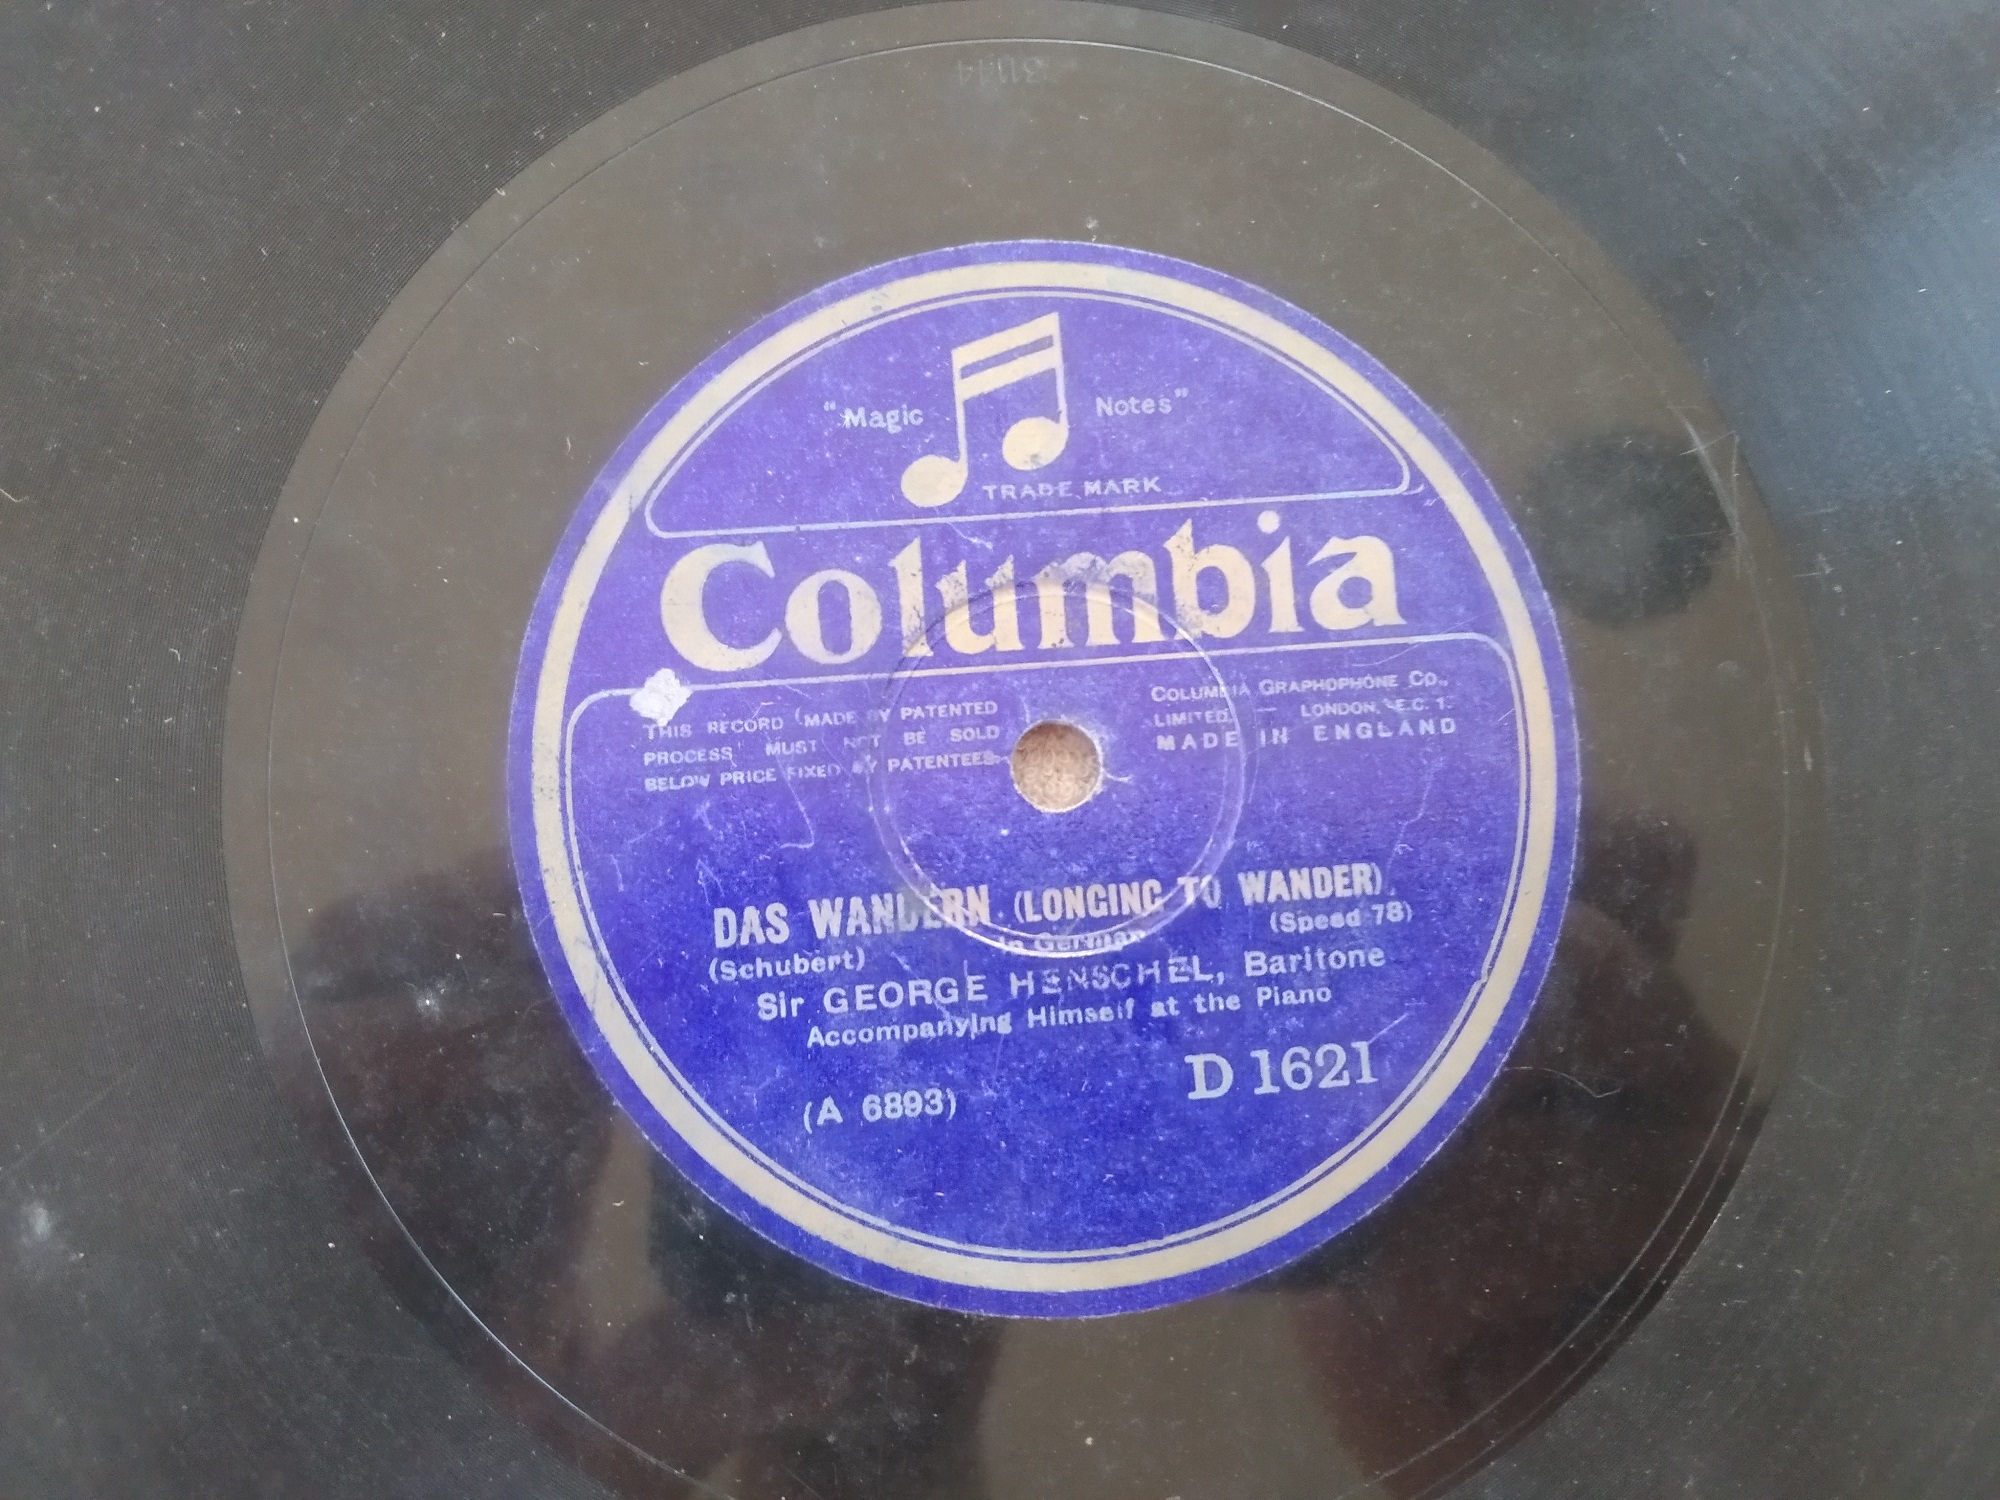 "Magic Notes"
TRADE MARK
Columbia
THIS RECORD (MADE BY PATENTED
PROCESS) MUST NOT BE SOLD
BELOW PRICE FIXED BY PATENTEES.
COLUMBIA GRAPHOPHONE CO.,
LIMITED. — LONDON, E.C. 1.
MADE IN ENGLAND
DAS WANDERN (LONGING TO WANDER)
(Schubert) In German (Speed 78)
Sir GEORGE HENSCHEL, Baritone
Accompanying Himself at the Piano
D 1621
(A 6893)